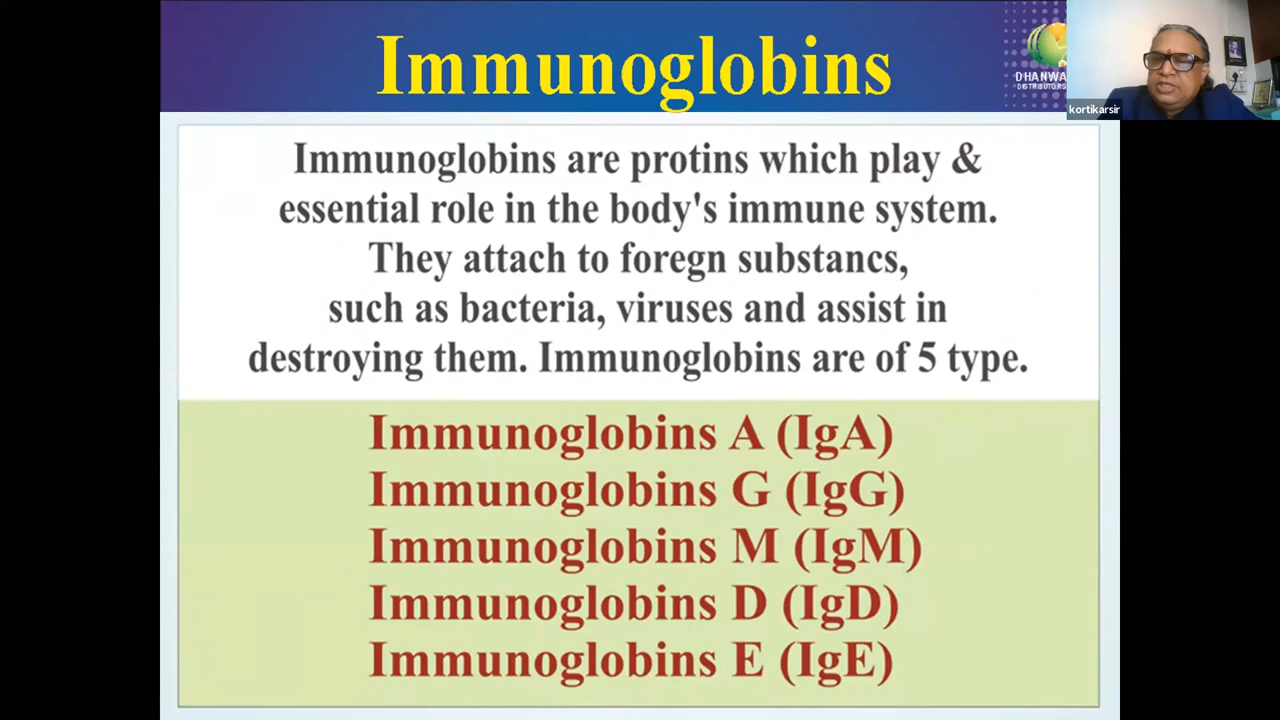 Immunoglobins
DHANWA
DISTRIBUTORS
kortikarsir
Immunoglobins are protins which play &
essential role in the body's immune system.
They attach to foregn substancs,
such as bacteria, viruses and assist in
destroying them. Immunoglobins are of 5 type.
Immunoglobins A (IgA)
Immunoglobins G (IgG)
Immunoglobins M (IgM)
Immunoglobins D (IgD)
Immunoglobins E (IgE)